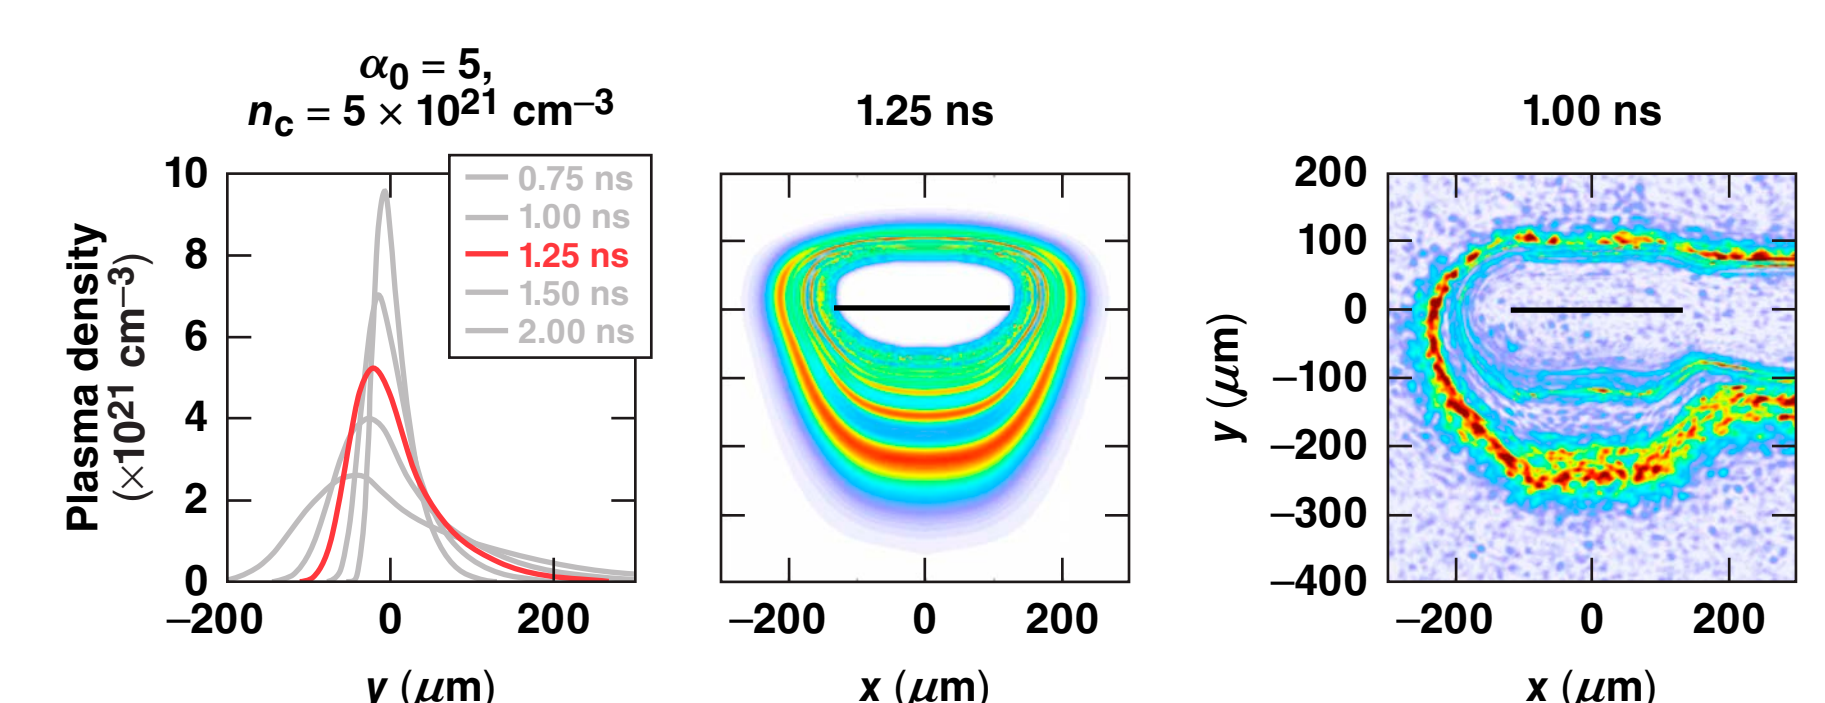 α0 = 5,
nc = 5 × 10^21 cm^–3
1.25 ns
1.00 ns
Plasma density
(×10^21 cm^–3)
10
8
6
4
2
0
0.75 ns
1.00 ns
1.25 ns
1.50 ns
2.00 ns
–200 0 200
y (μm)
–200 0 200
x (μm)
y (μm)
200
100
0
–100
–200
–300
–400
–200 0 200
x (μm)